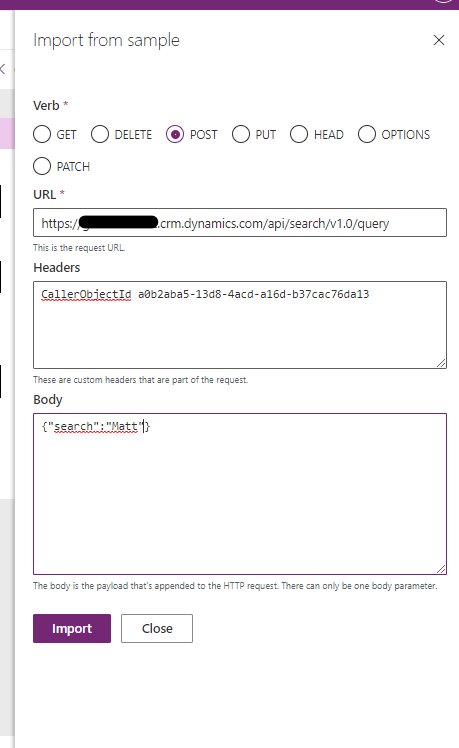 Import from sample
Verb *
GET DELETE POST PUT HEAD OPTIONS
PATCH
URL *
https:// .crm.dynamics.com/api/search/v1.0/query
This is the request URL.
Headers
CallerObjectId a0b2aba5-13d8-4acd-a16d-b37cac76da13
These are custom headers that are part of the request.
Body
{"search":"Matt"}
The body is the payload that's appended to the HTTP request. There can only be one body parameter.
Import Close